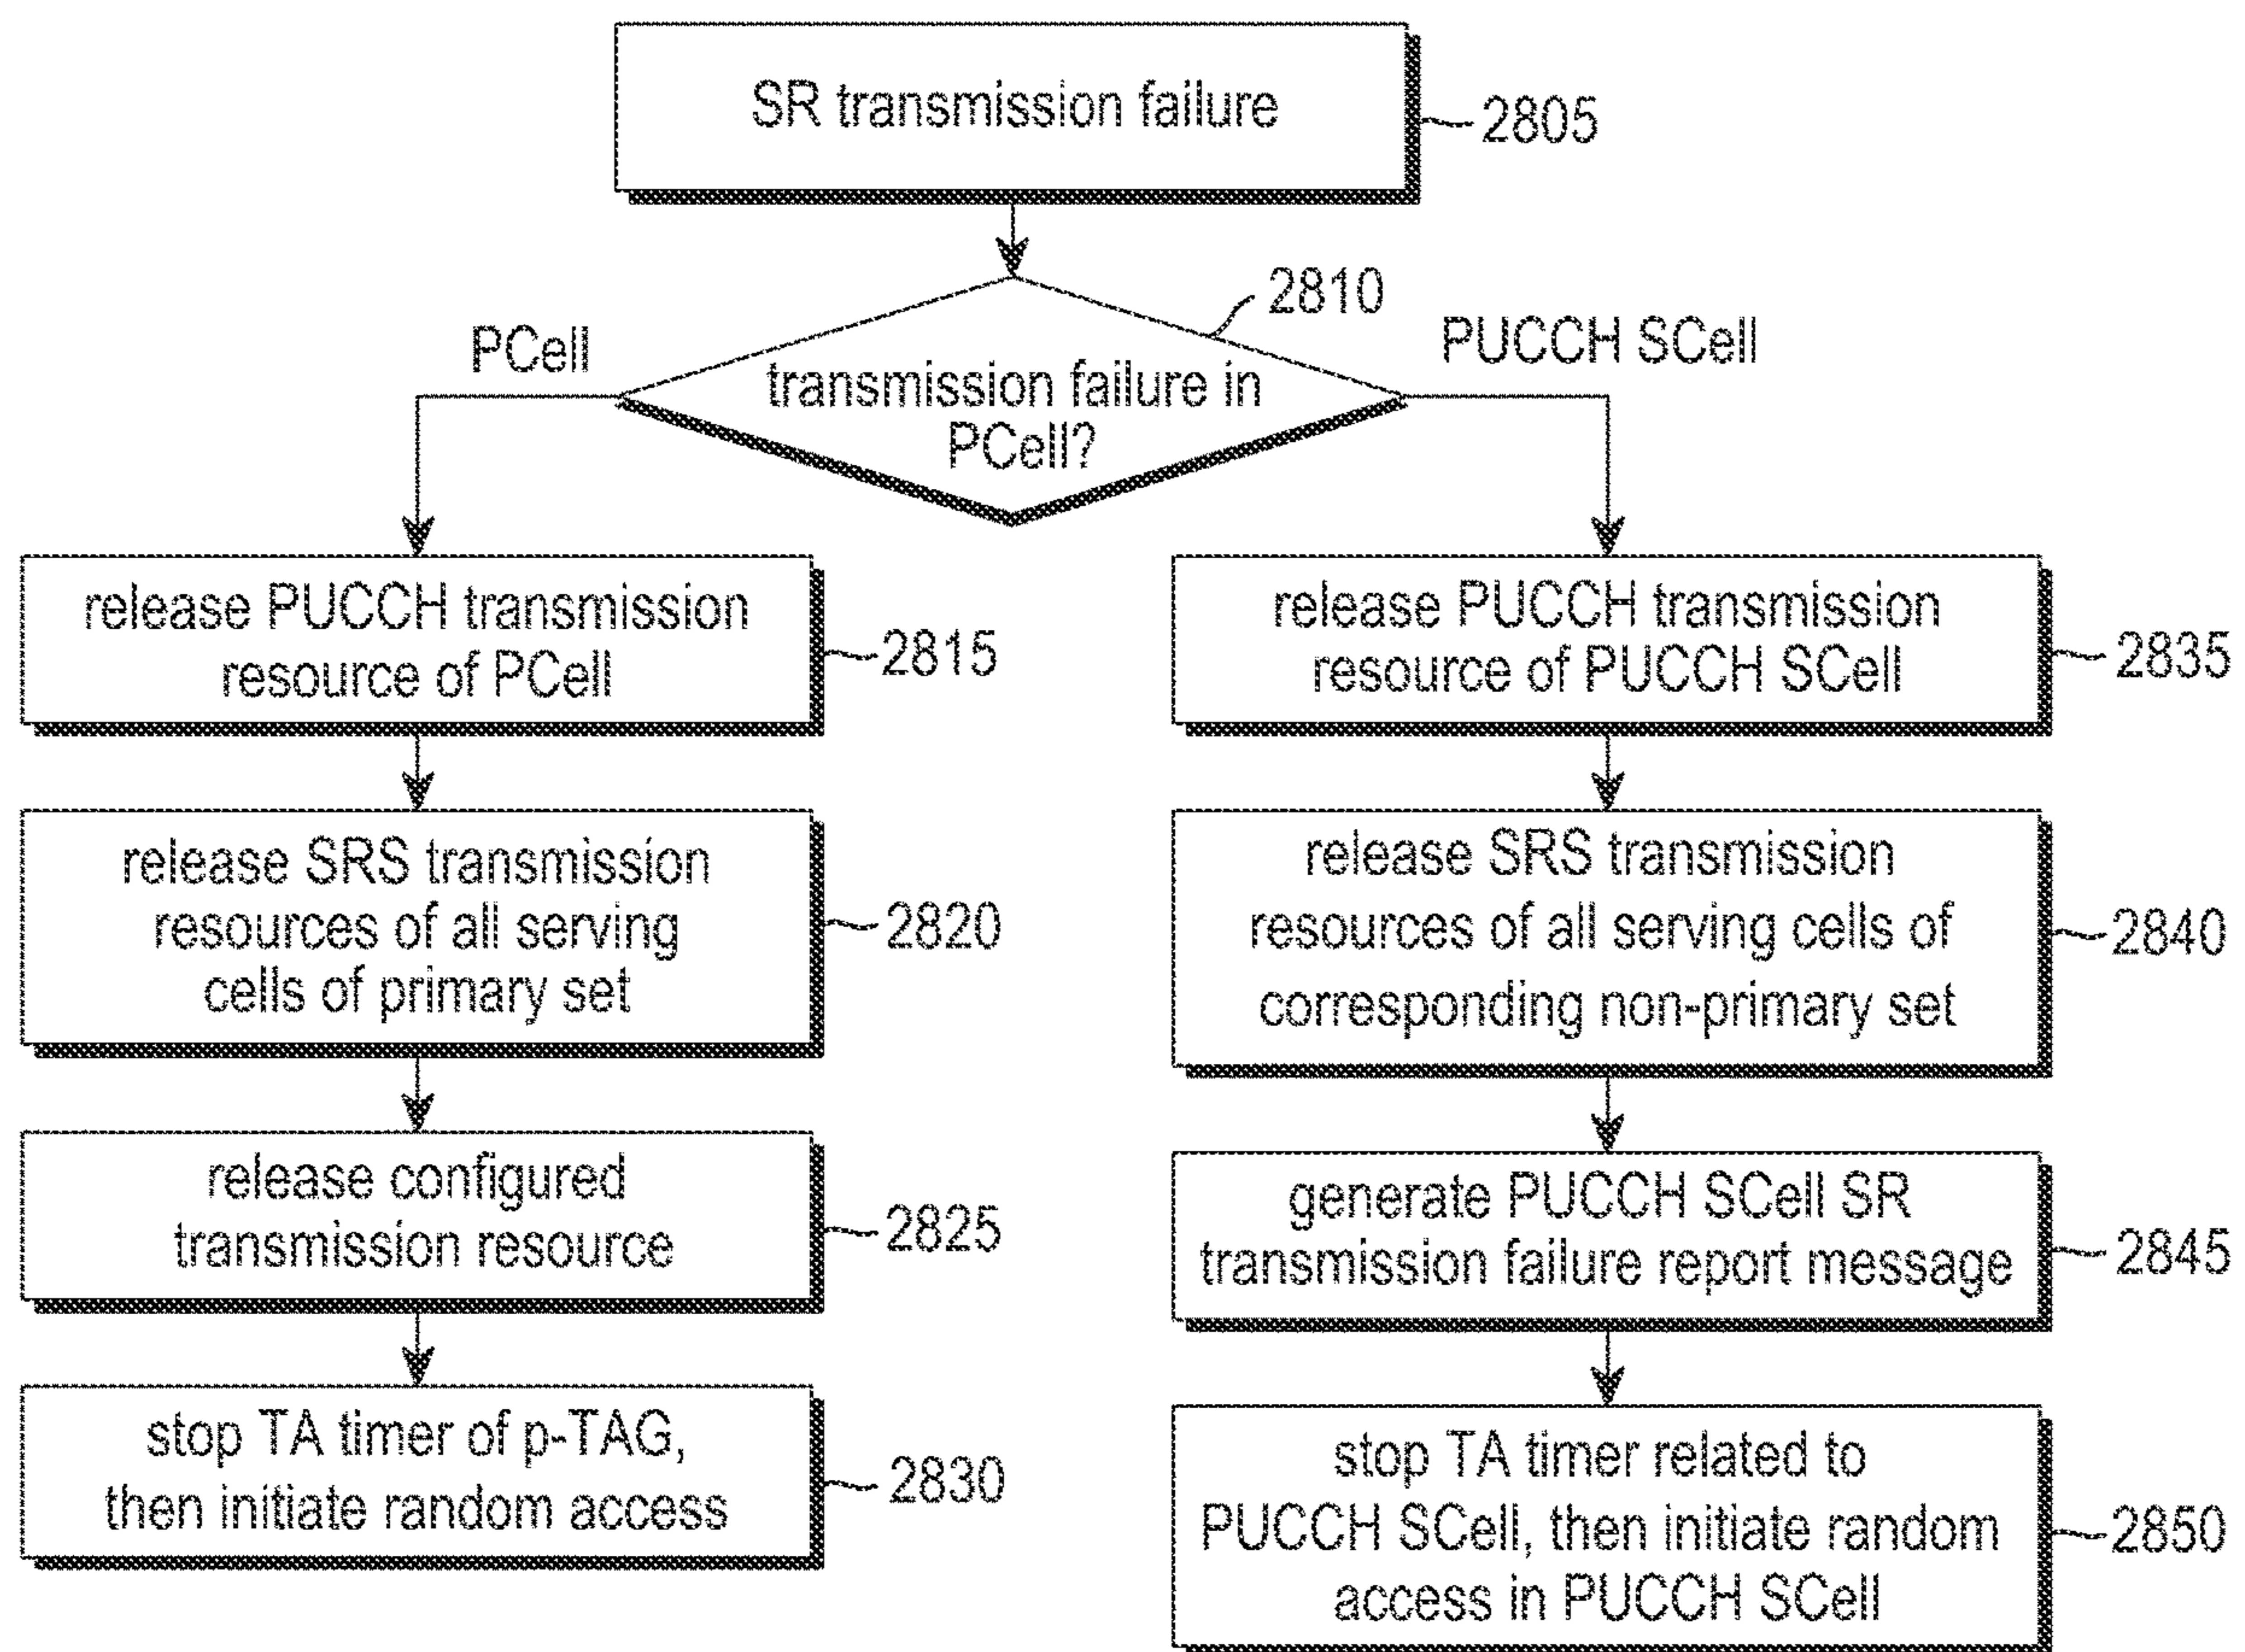 SR transmission failure
2805
2810
PCell
PUCCH SCell
transmission failure in
PCell?
release PUCCH transmission
resource of PCell
2815
release SRS transmission
resources of all serving
cells of primary set
2820
release configured
transmission resource
2825
stop TA timer of p-TAG,
then initiate random access
2830
release PUCCH transmission
resource of PUCCH SCell
2835
release SRS transmission
resources of all serving cells of
corresponding non-primary set
2840
generate PUCCH SCell SR
transmission failure report message
2845
stop TA timer related to
PUCCH SCell, then initiate random
access in PUCCH SCell
2850